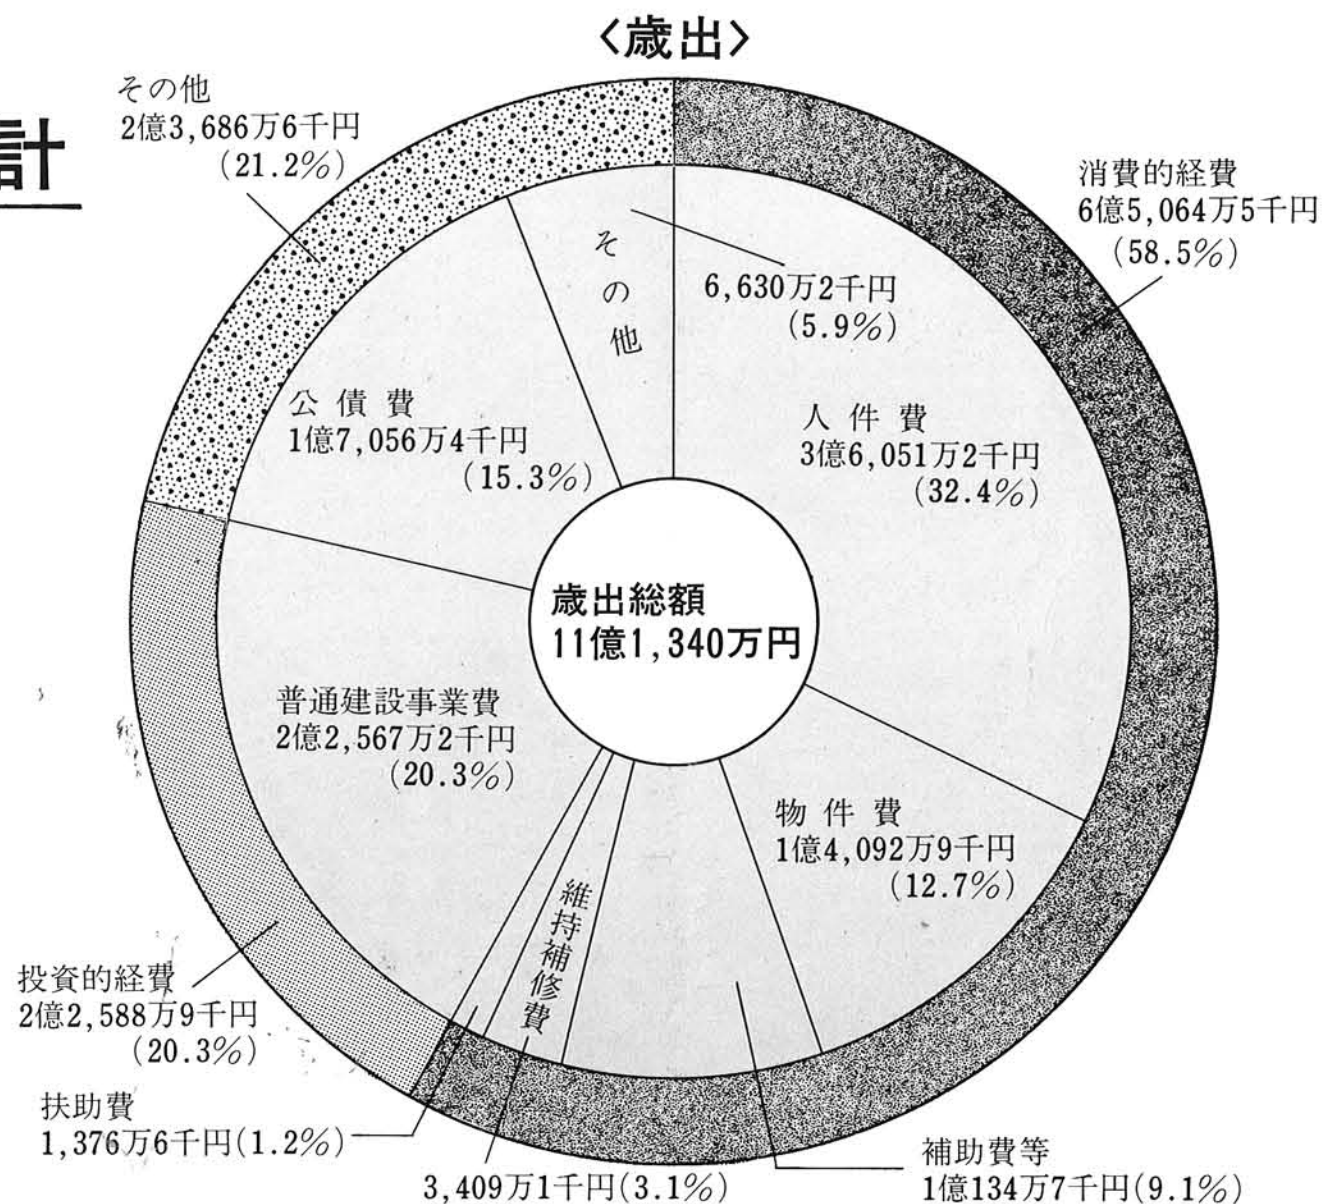 〈歳出〉
計
その他
2億3,686万6千円
(21.2%)
消費的経費
6億5,064万5千円
(58.5%)
その他
6,630万2千円
(5.9%)
公債費
1億7,056万4千円
(15.3%)
人件費
3億6,051万2千円
(32.4%)
歳出総額
11億1,340万円
普通建設事業費
2億2,567万2千円
(20.3%)
物件費
1億4,092万9千円
(12.7%)
維持補修費
投資的経費
2億2,588万9千円
(20.3%)
扶助費
1,376万6千円(1.2%)
3,409万1千円(3.1%)
補助費等
1億134万7千円(9.1%)